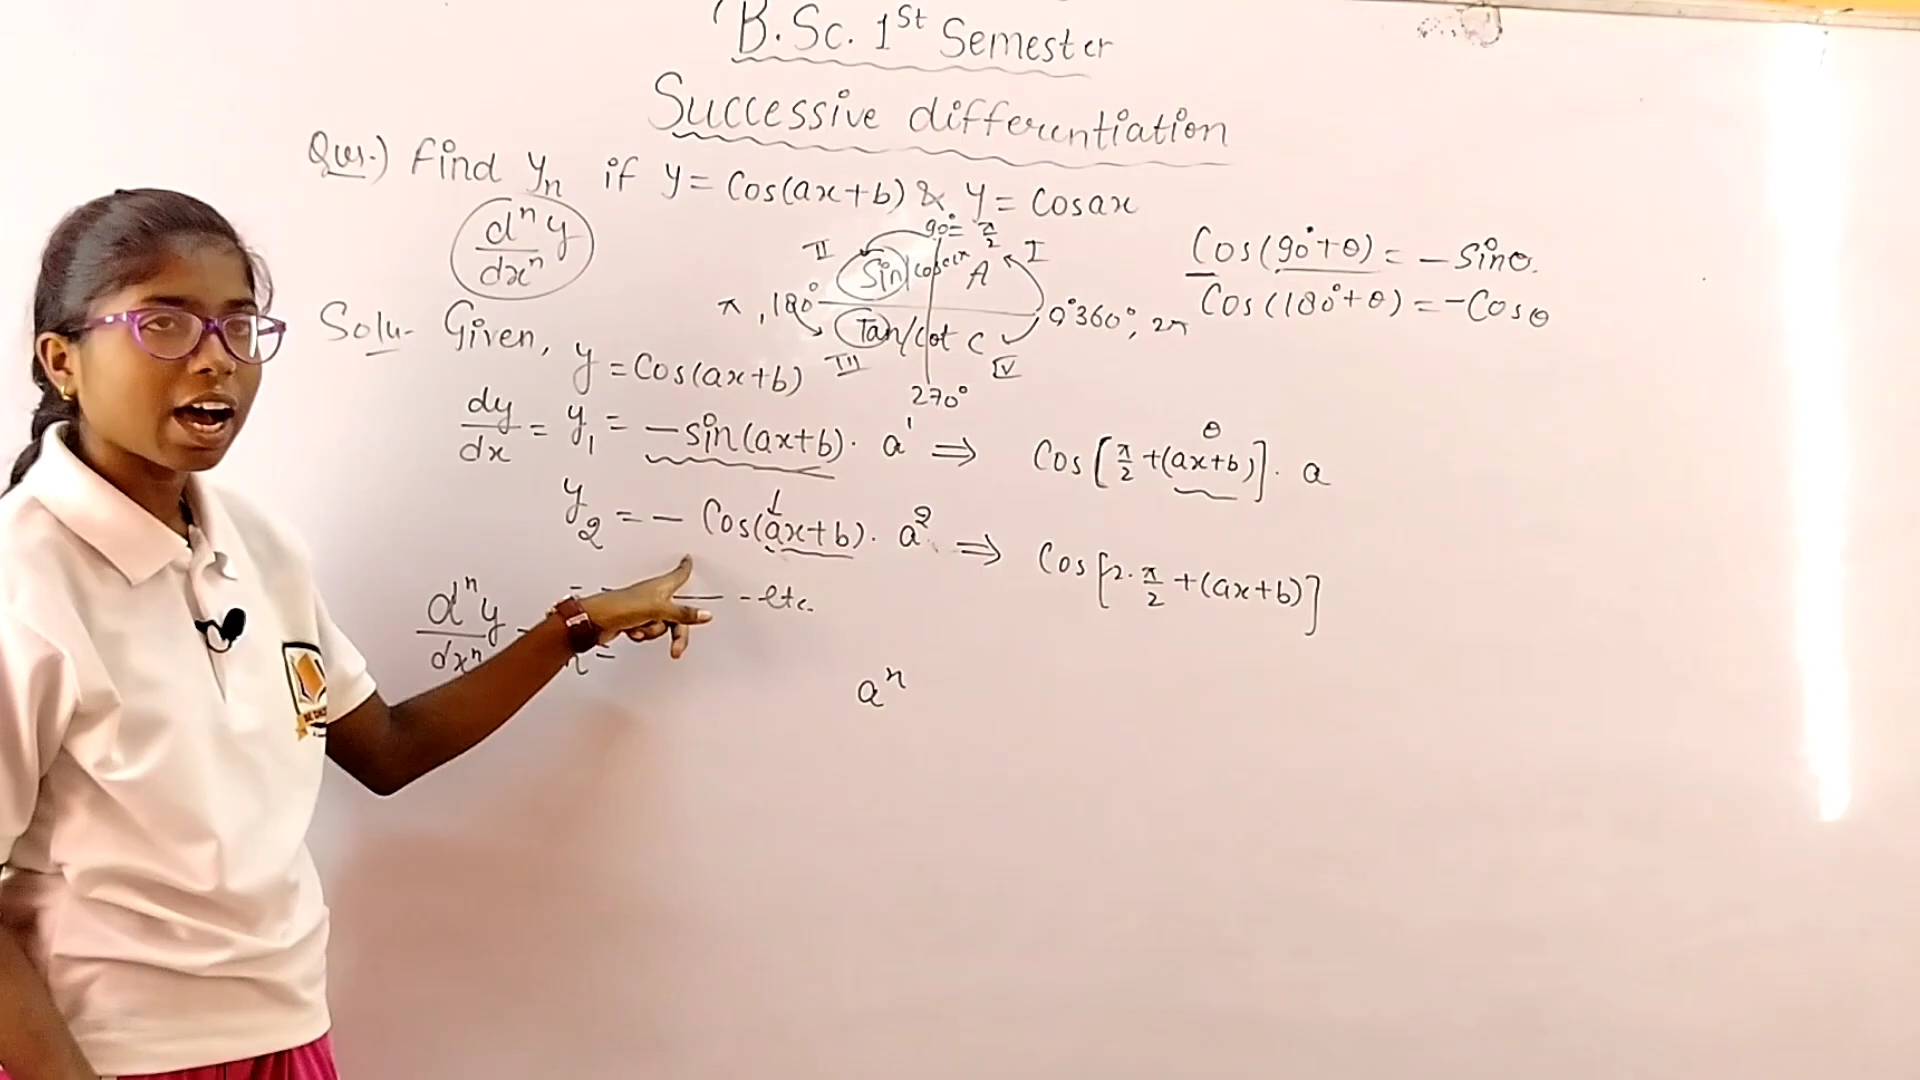 B.Sc. 1st Semester
Successive differentiation
Ques.) Find yₙ if y = Cos(ax+b) & y = Cosax
dⁿy/dxⁿ
90° = π/2
II Sin/cosecx A I
π, 180° 0° 360°, 2π
Tan/Cot C
III IV
270°
Cos(90°+θ) = -Sinθ.
Cos(180°+θ) = -Cosθ
Solu- Given, y = Cos(ax+b)
dy/dx = y₁ = -sin(ax+b). a¹ ⇒ Cos[π/2 + (ax+b)]. a
θ
y₂ = - Cos(ax+b). a² ⇒ Cos[2. π/2 + (ax+b)]
- etc.
dⁿy/dxⁿ =
aⁿ